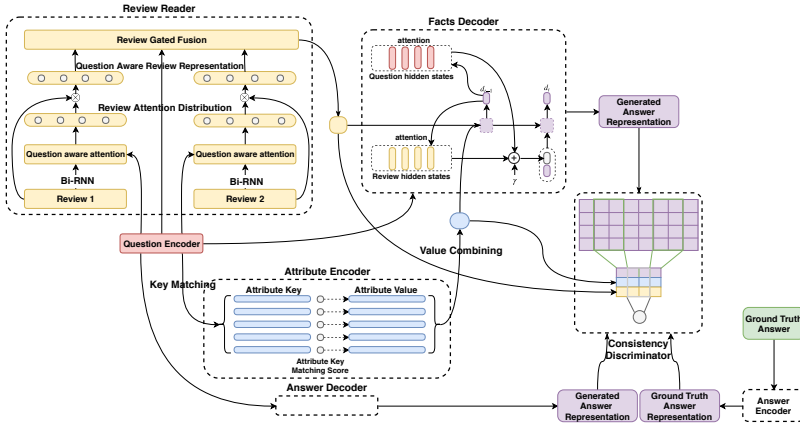 Review Reader
Review Gated Fusion
Question Aware Review Representation
Review Attention Distribution
Question aware attention
Question aware attention
Bi-RNN
Bi-RNN
Review 1
Review 2
Facts Decoder
attention
Question hidden states
attention
Review hidden states
γ
Generated
Answer
Representation
Question Encoder
Key Matching
Value Combining
Attribute Encoder
Attribute Key
Attribute Value
Attribute Key
Matching Score
Answer Decoder
Consistency
Discriminator
Generated
Answer
Representation
Ground Truth
Answer
Representation
Ground Truth
Answer
Answer
Encoder